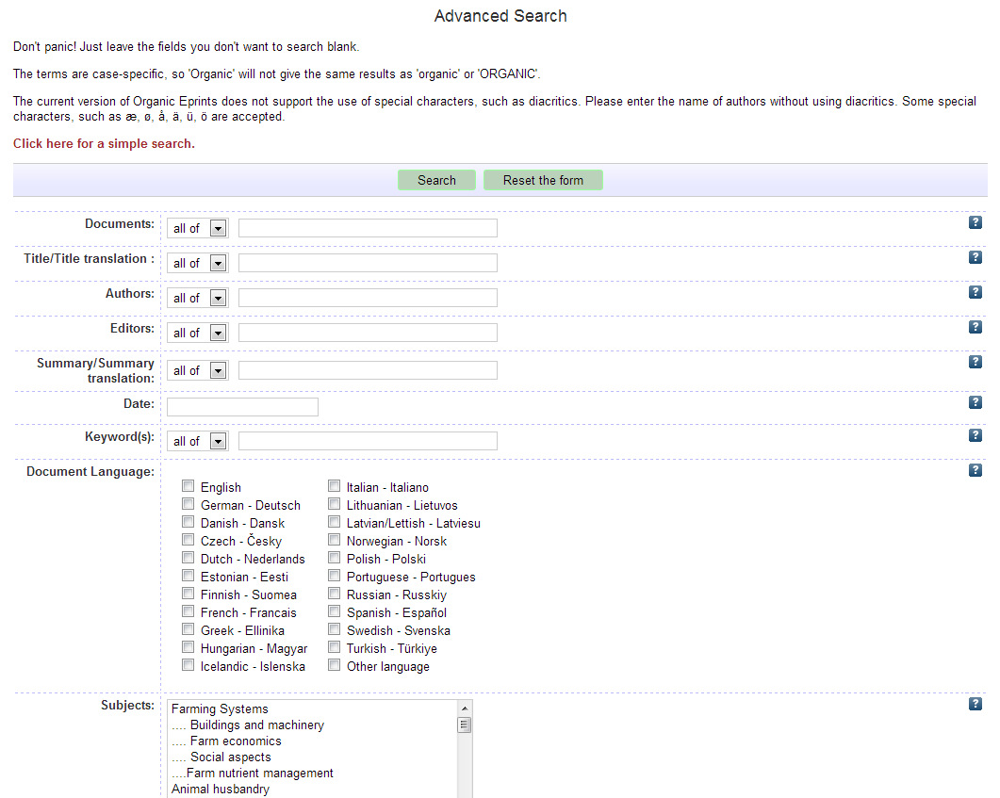 Advanced Search
Don't panic! Just leave the fields you don't want to search blank.
The terms are case-specific, so 'Organic' will not give the same results as 'organic' or 'ORGANIC'.
The current version of Organic Eprints does not support the use of special characters, such as diacritics. Please enter the name of authors without using diacritics. Some special
characters, such as æ, ø, å, ä, ü, ö are accepted.
Click here for a simple search.
Search Reset the form
Documents: all of ?
Title/Title translation : all of ?
Authors: all of ?
Editors: all of ?
Summary/Summary
translation: all of ?
Date: ?
Keyword(s): all of ?
Document Language: ?
English Italian - Italiano
German - Deutsch Lithuanian - Lietuvos
Danish - Dansk Latvian/Lettish - Latviesu
Czech - Česky Norwegian - Norsk
Dutch - Nederlands Polish - Polski
Estonian - Eesti Portuguese - Portugues
Finnish - Suomea Russian - Russkiy
French - Francais Spanish - Español
Greek - Ellinika Swedish - Svenska
Hungarian - Magyar Turkish - Türkiye
Icelandic - Islenska Other language
Subjects: ?
Farming Systems
.... Buildings and machinery
.... Farm economics
.... Social aspects
....Farm nutrient management
Animal husbandry